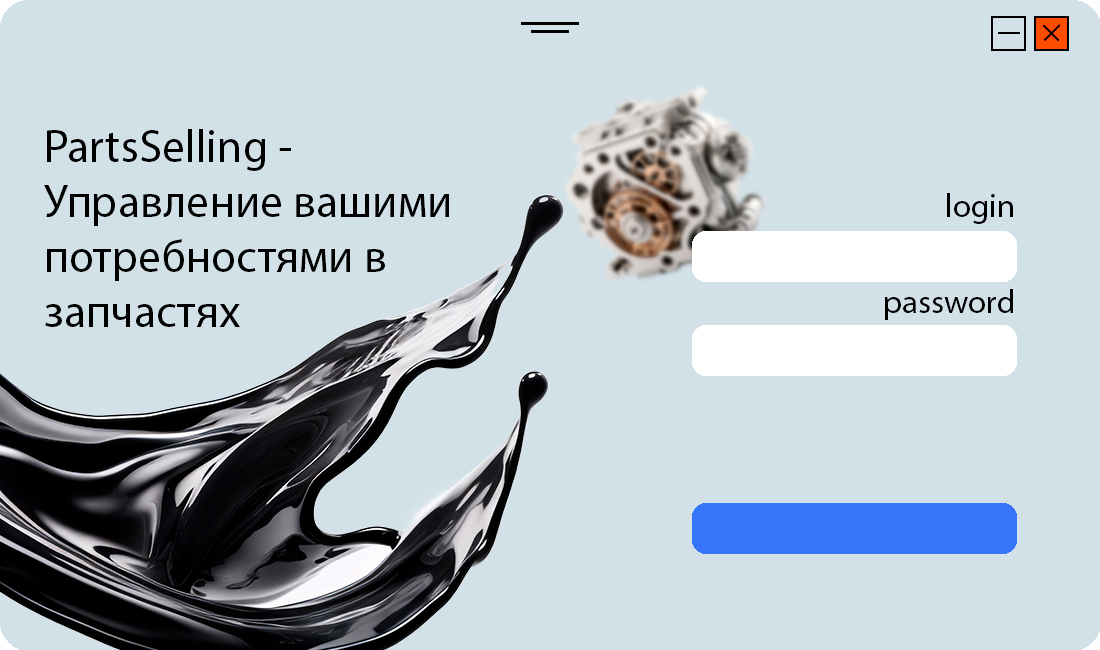 PartsSelling -
Управление вашими
потребностями в
запчастях
login
password